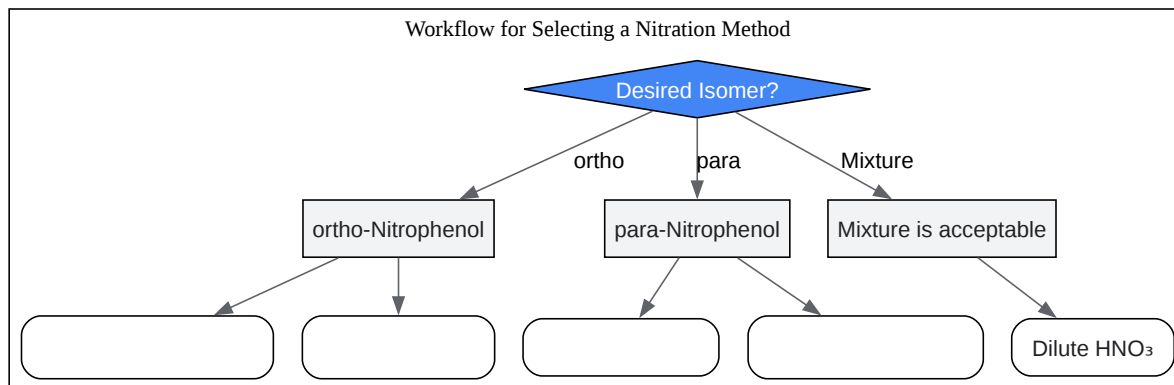 Workflow for Selecting a Nitration Method
Desired Isomer?
ortho
para
Mixture
ortho-Nitrophenol
para-Nitrophenol
Mixture is acceptable
Dilute HNO₃